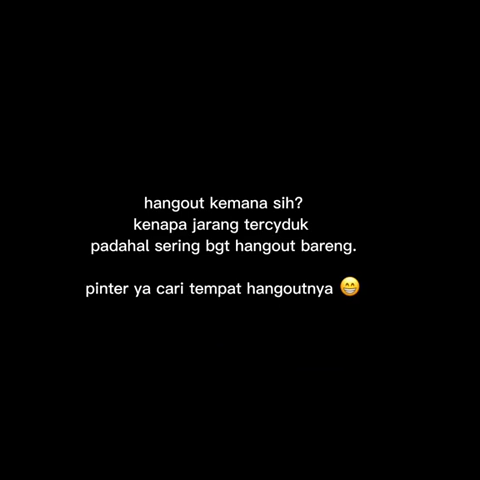 hangout kemana sih?
kenapa jarang tercyduk
padahal sering bgt hangout bareng.
pinter ya cari tempat hangoutnya 😁